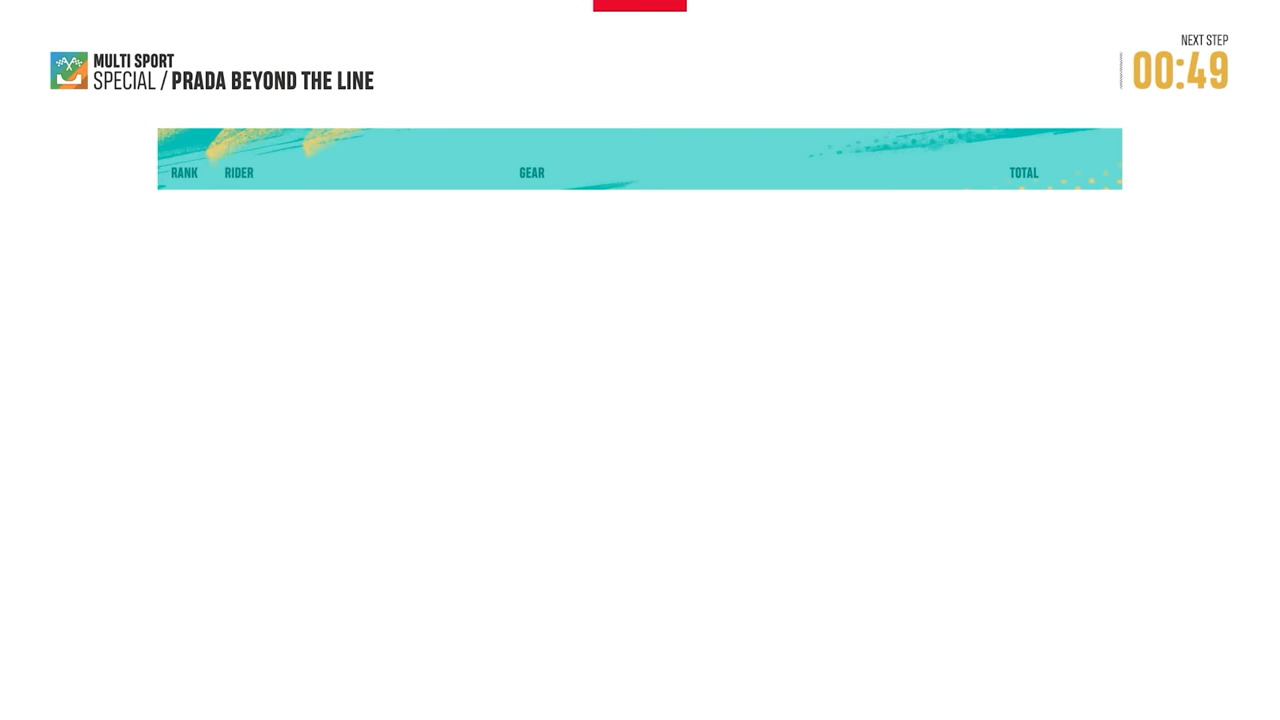 MULTI SPORT
SPECIAL / PRADA BEYOND THE LINE
NEXT STEP
00:49
RANK RIDER GEAR TOTAL